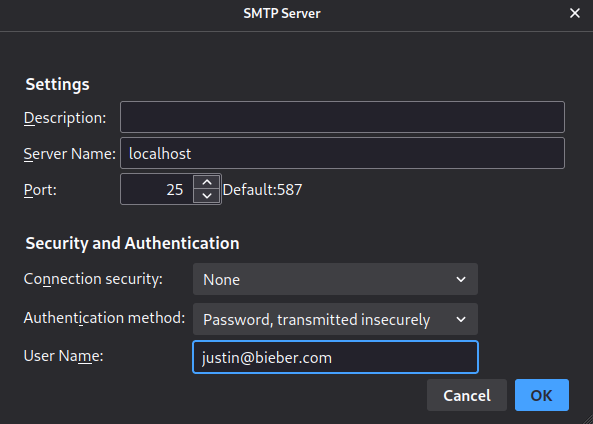 SMTP Server
Settings
Description:
Server Name: localhost
Port: 25 Default:587
Security and Authentication
Connection security: None
Authentication method: Password, transmitted insecurely
User Name: justin@bieber.com
Cancel OK